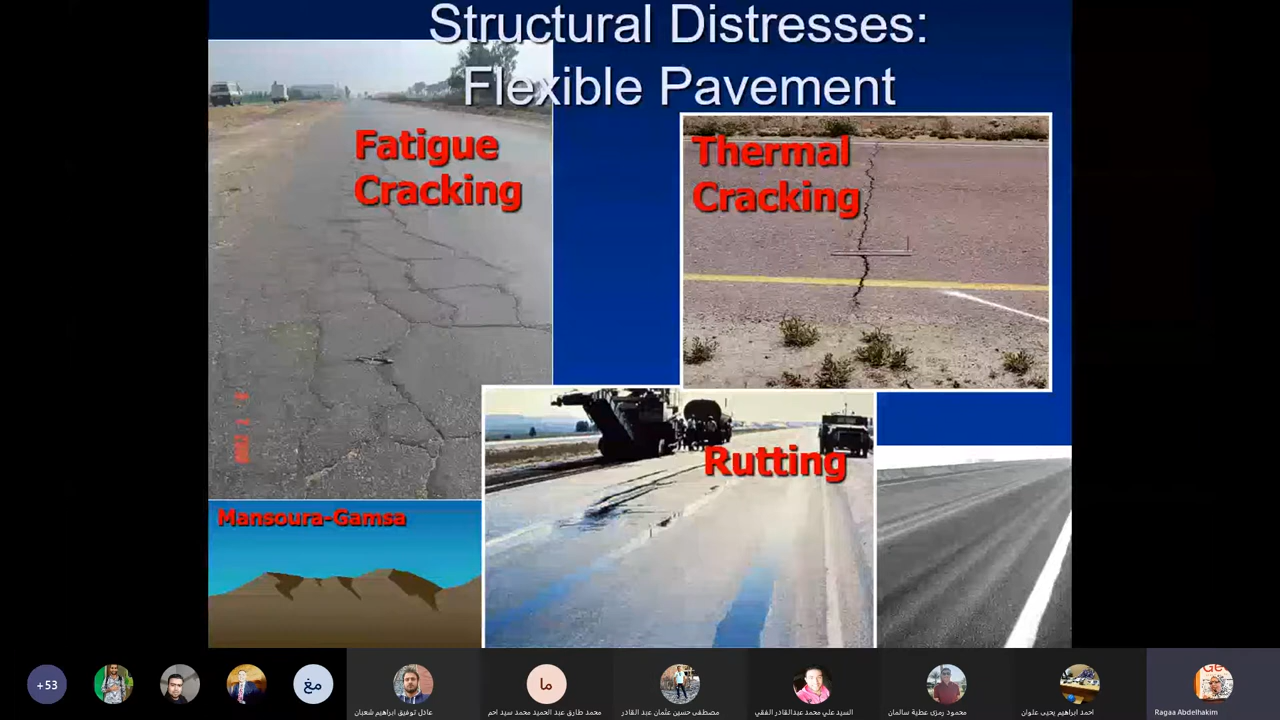 Structural Distresses:
Flexible Pavement
Fatigue
Cracking
Thermal
Cracking
Rutting
Mansoura-Gamsa
+53
مغ
ما
عادل توفيق ابراهيم شعبان
محمد طارق عبد الحميد محمد سيد احم
مصطفى حسين عثمان عبد القادر
السيد علي محمد عبدالقادر الفقي
محمود رمزى عطية سالمان
احمد ابراهيم يحيى علوان
Ragaa Abdelhakim